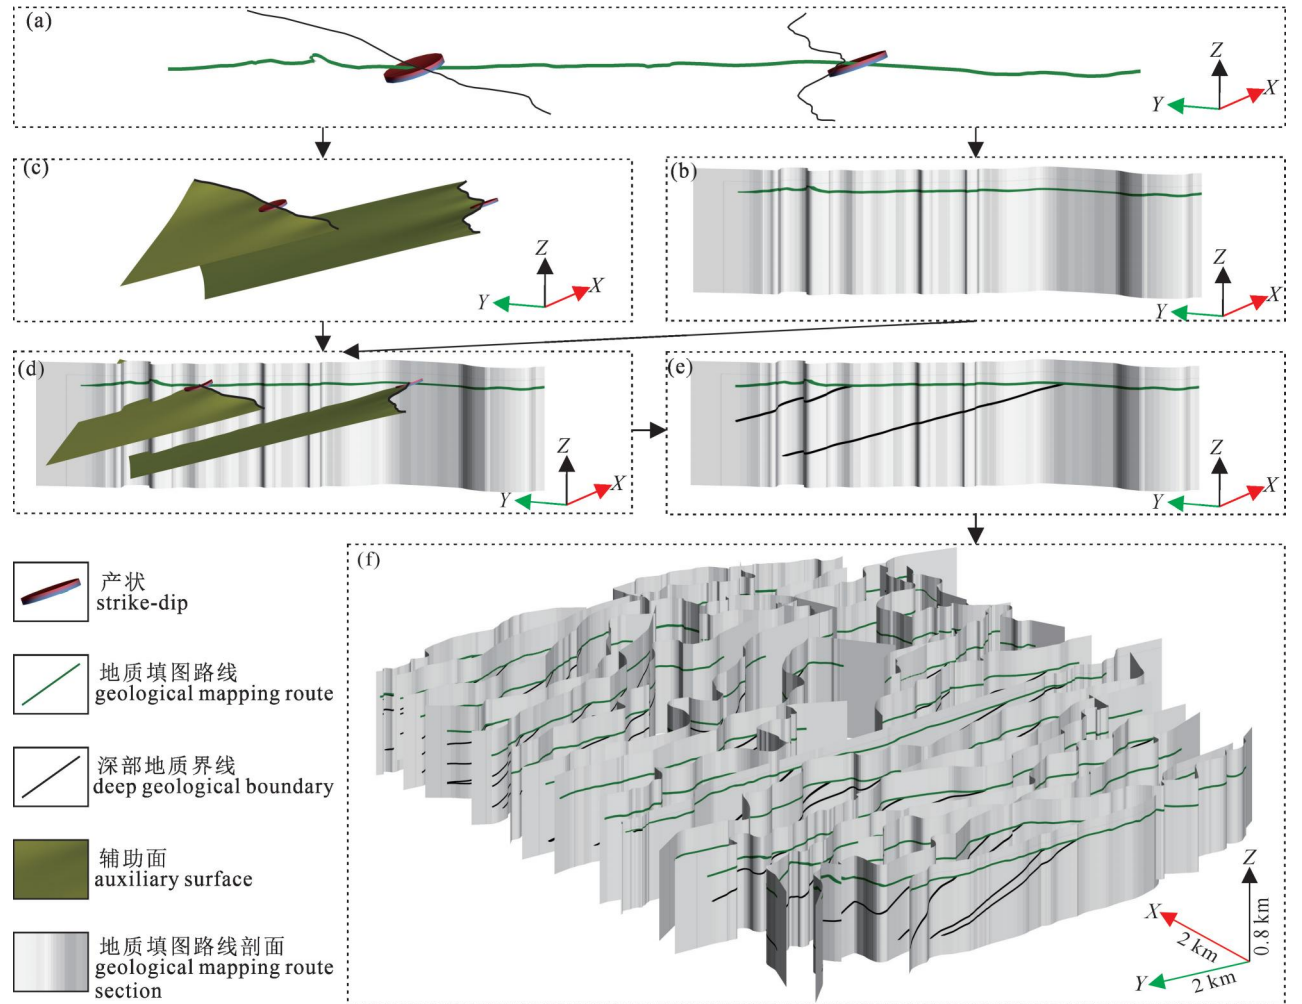 (a)
Z
Y
X
(c)
Z
Y
X
(b)
Z
Y
X
(d)
Z
Y
X
(e)
Z
Y
X
(f)
Z
X
Y
0.8 km
2 km
2 km
产状
strike-dip
地质填图路线
geological mapping route
深部地质界线
deep geological boundary
辅助面
auxiliary surface
地质填图路线剖面
geological mapping route
section